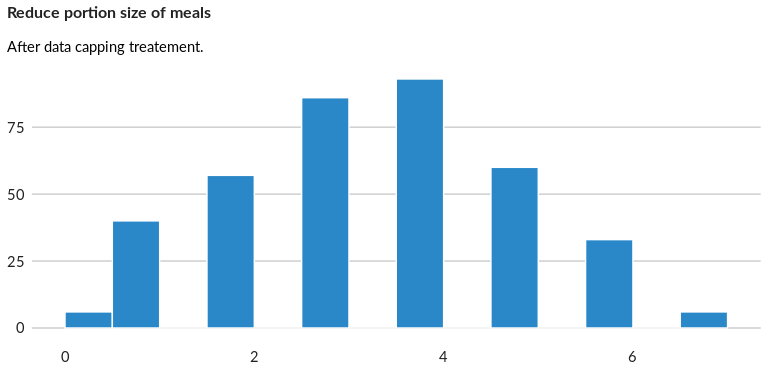 Reduce portion size of meals
After data capping treatement.
75
50
25
0
0 2 4 6